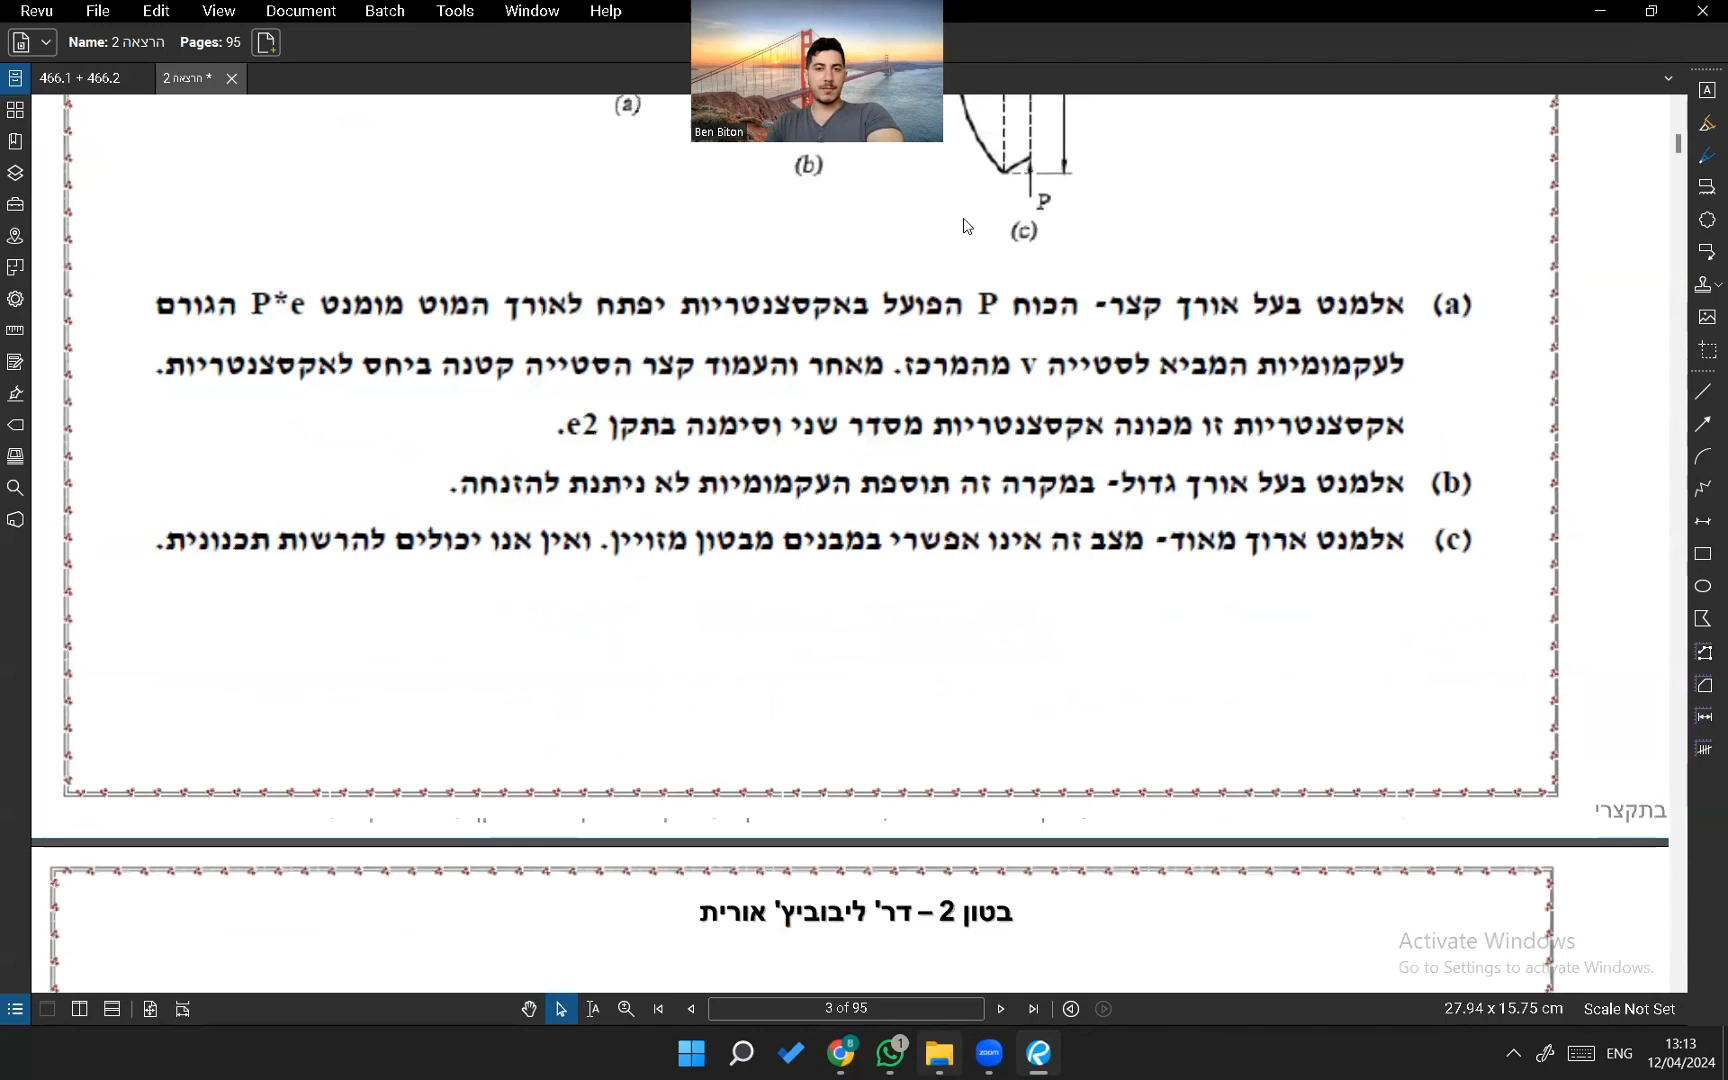 Revu File Edit View Document Batch Tools Window Help
Name: הרצאה 2 Pages: 95
466.1 + 466.2
הרצאה 2 *
Ben Biton
(a)
(b)
P
(c)
(a) אלמנט בעל אורך קצר- הכוח P הפועל באקסצנטריות יפתח לאורך המוט מומנט P*e הגורם
לעקמומיות המביא לסטייה v מהמרכז. מאחר והעמוד קצר הסטייה קטנה ביחס לאקסצנטריות.
אקסצנטריות זו מכונה אקסצנטריות מסדר שני וסימנה בתקן e2.
(b) אלמנט בעל אורך גדול- במקרה זה תוספת העקמומיות לא ניתנת להזנחה.
(c) אלמנט ארוך מאוד- מצב זה אינו אפשרי במבנים מבטון מזויין. ואין אנו יכולים להרשות תכנונית.
בתקצרי
בטון 2 – דר' ליבוביץ' אורית
Activate Windows
Go to Settings to activate Windows.
3 of 95
27.94 x 15.75 cm Scale Not Set
8
1
zoom
ENG
13:13
12/04/2024